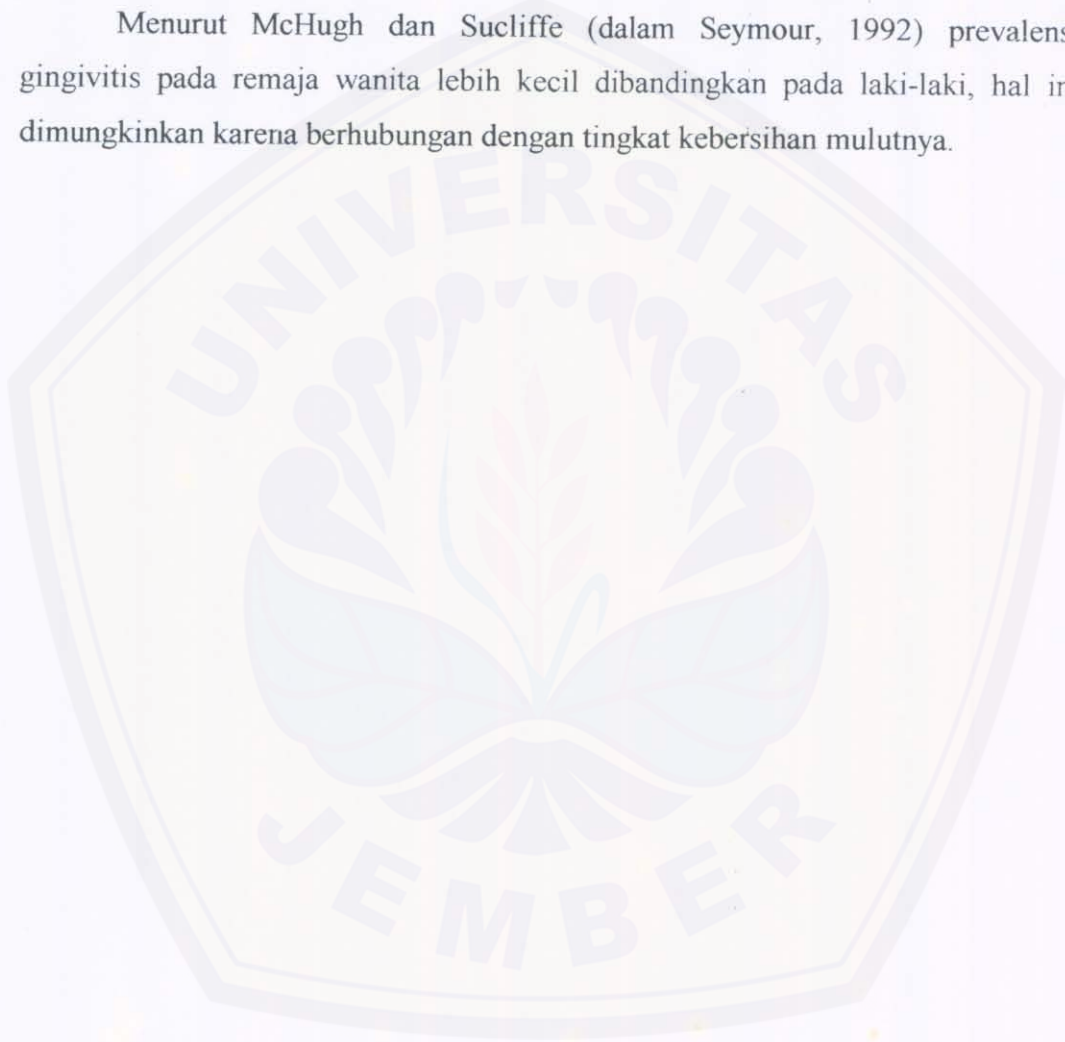 Menurut McHugh dan Sucliffe (dalam Seymour, 1992) prevalens
gingivitis pada remaja wanita lebih kecil dibandingkan pada laki-laki, hal in
dimungkinkan karena berhubungan dengan tingkat kebersihan mulutnya.
UNIVERSITAS
JEMBER